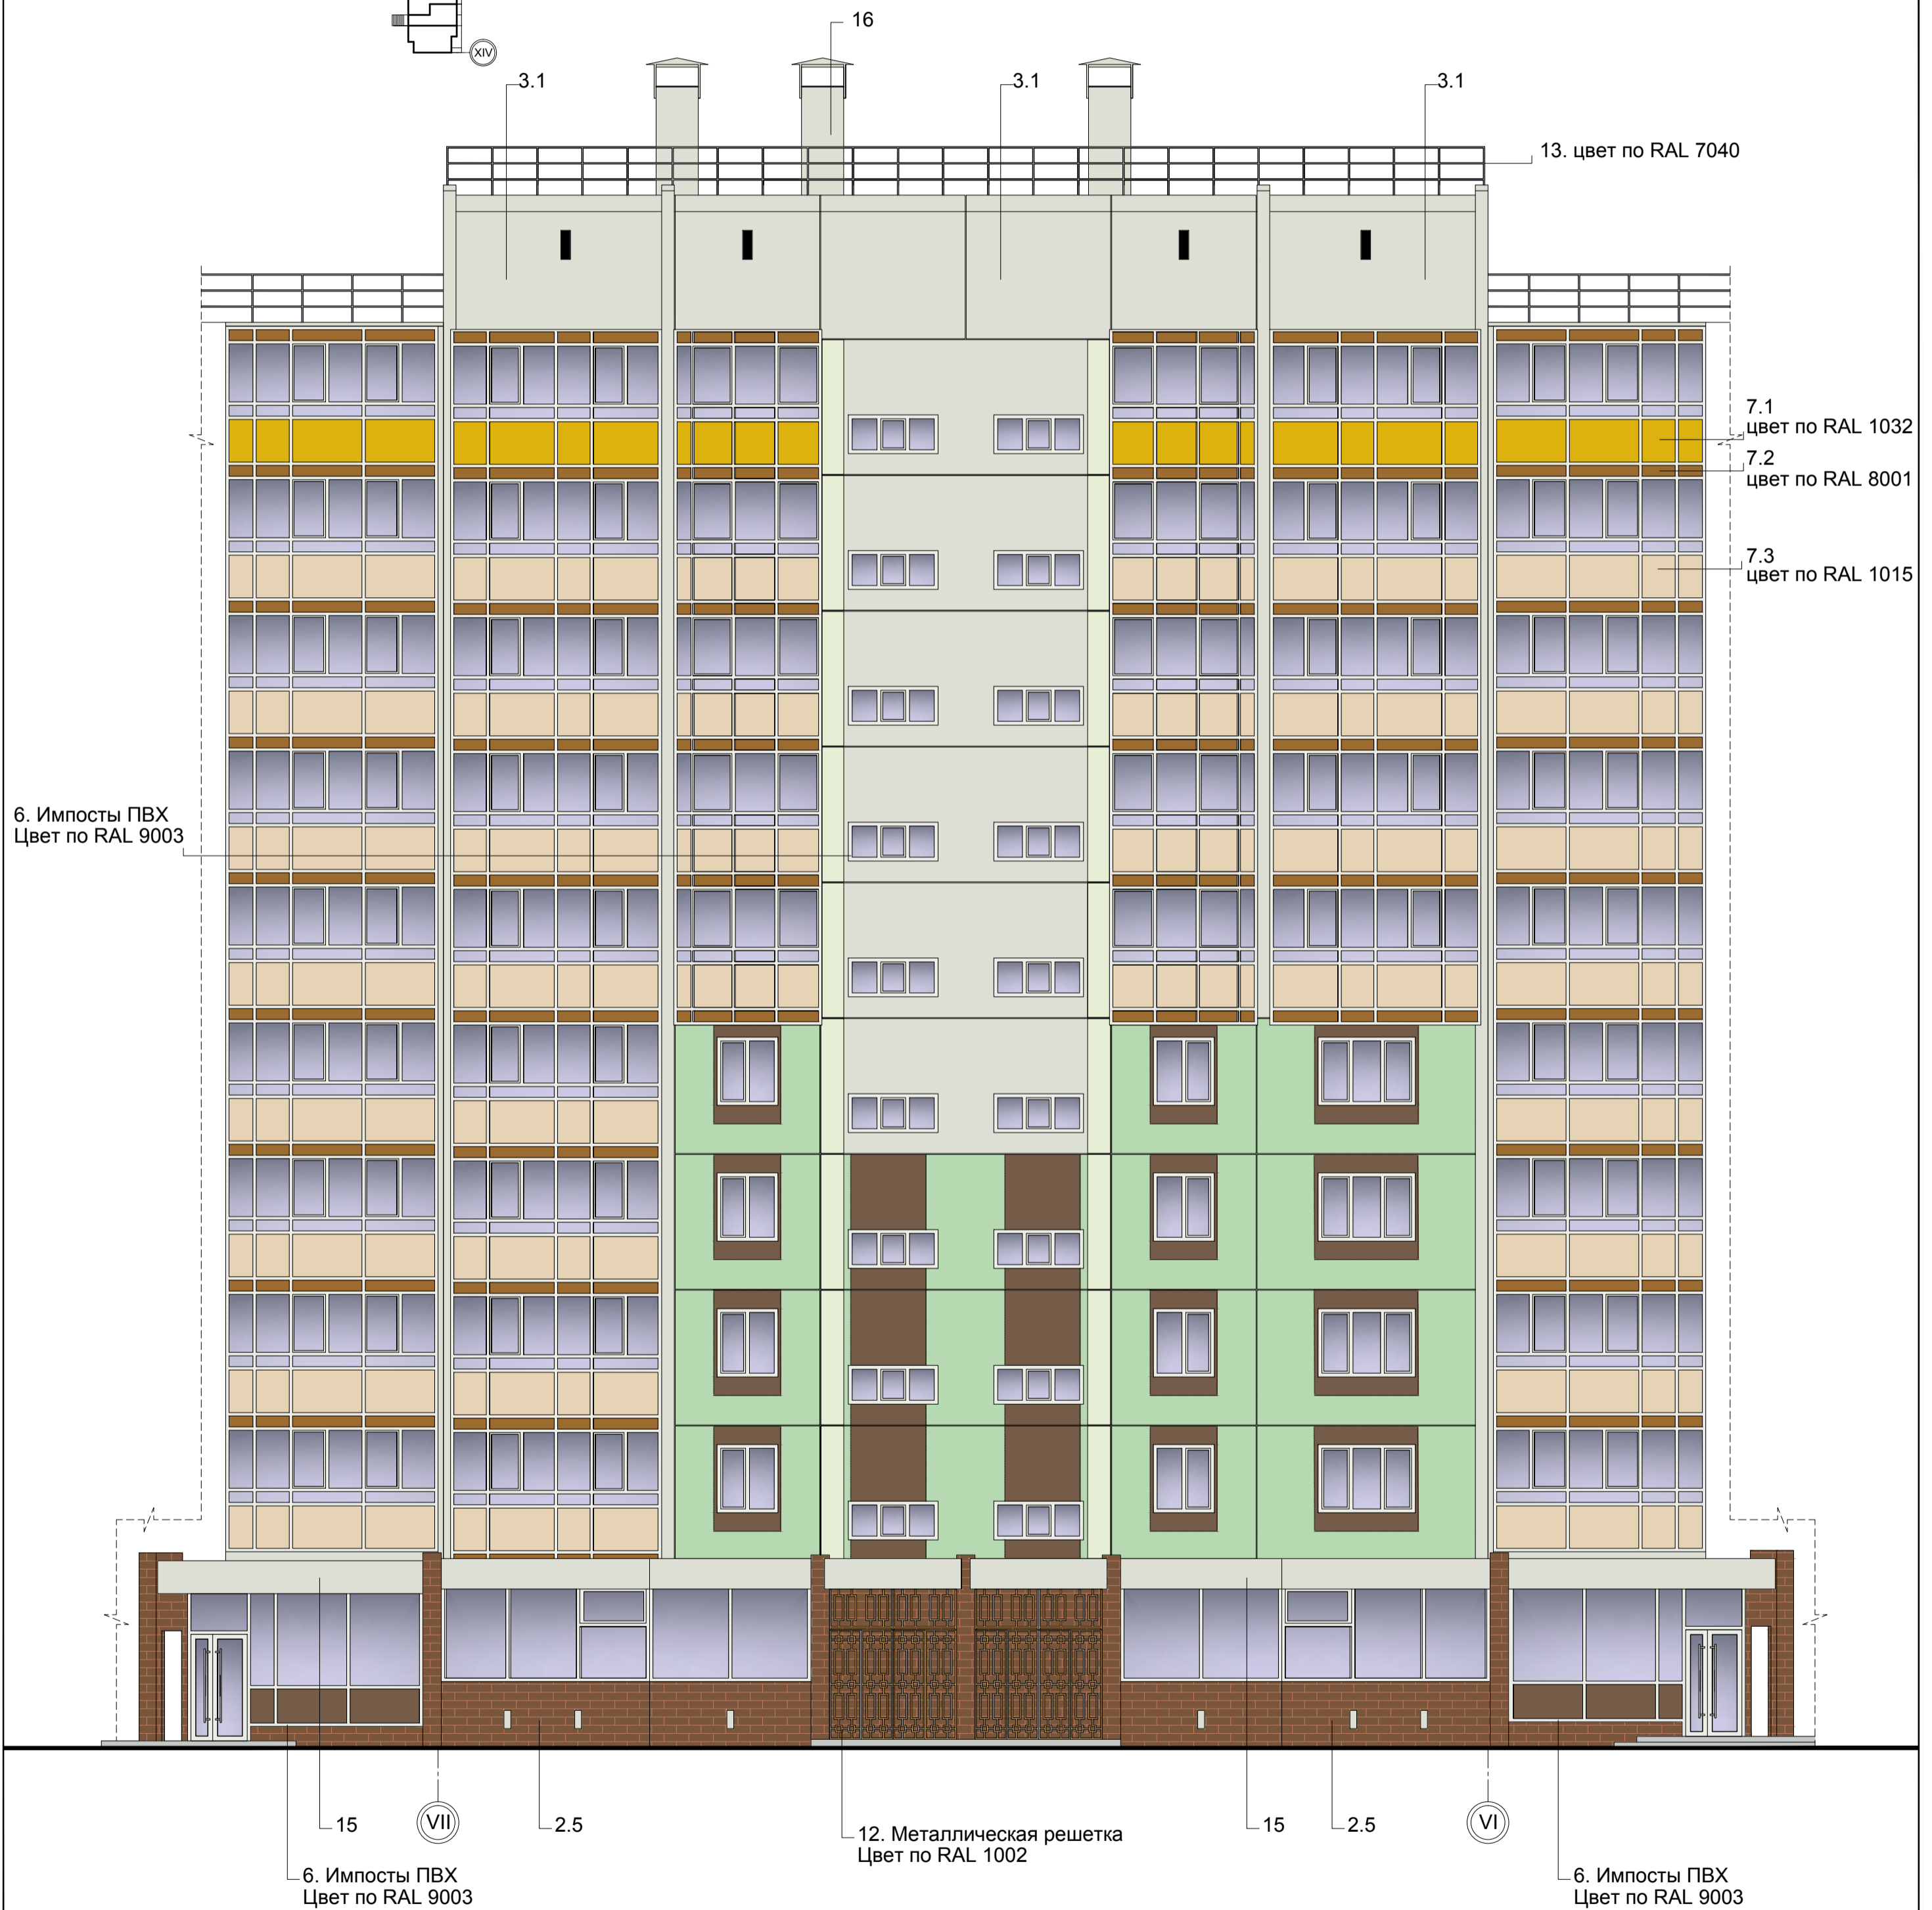 16
XIV
3.1
3.1
3.1
13. цвет по RAL 7040
7.1
цвет по RAL 1032
7.2
цвет по RAL 8001
7.3
цвет по RAL 1015
6. Импосты ПВХ
Цвет по RAL 9003
15
VII
2.5
12. Металлическая решетка
Цвет по RAL 1002
15
2.5
VI
6. Импосты ПВХ
Цвет по RAL 9003
6. Импосты ПВХ
Цвет по RAL 9003